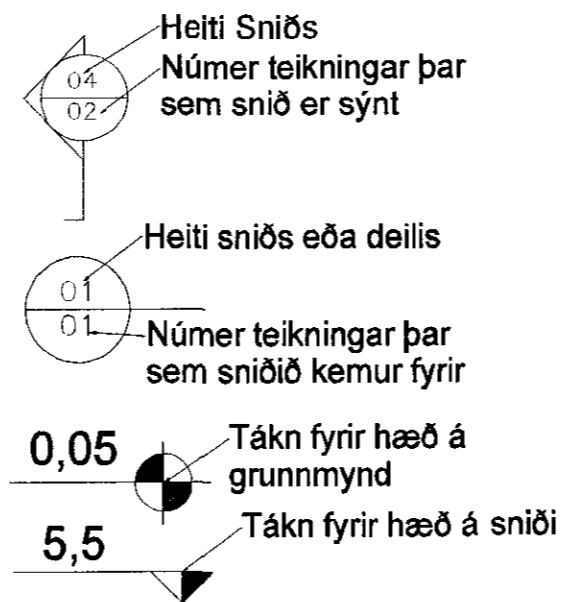 Heiti Sniðs
04
Númer teikningar þar
02
sem snið er sýnt
Heiti sniðs eða deilis
01
01
Númer teikningar þar
sem sniðið kemur fyrir
0,05
Tákn fyrir hæð á
grunnmynd
5,5
Tákn fyrir hæð á sniði